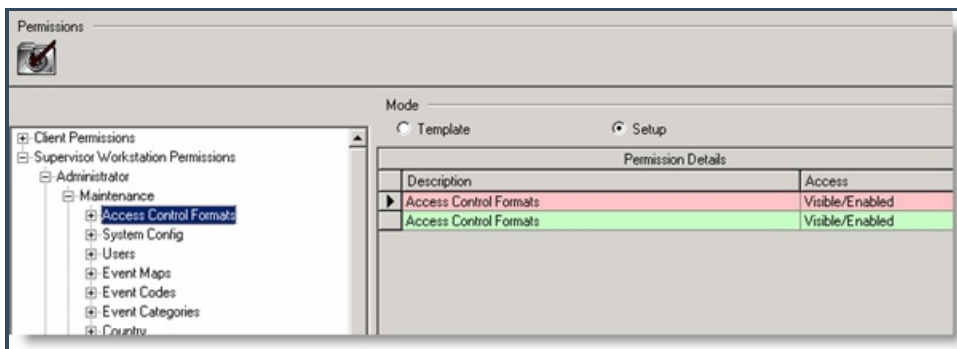 Permissions
Mode
Template
Setup
Client Permissions
Supervisor Workstation Permissions
Administrator
Maintenance
Access Control Formats
System Config
Users
Event Maps
Event Codes
Event Categories
Country
Permission Details
Description Access
Access Control Formats Visible/Enabled
Access Control Formats Visible/Enabled